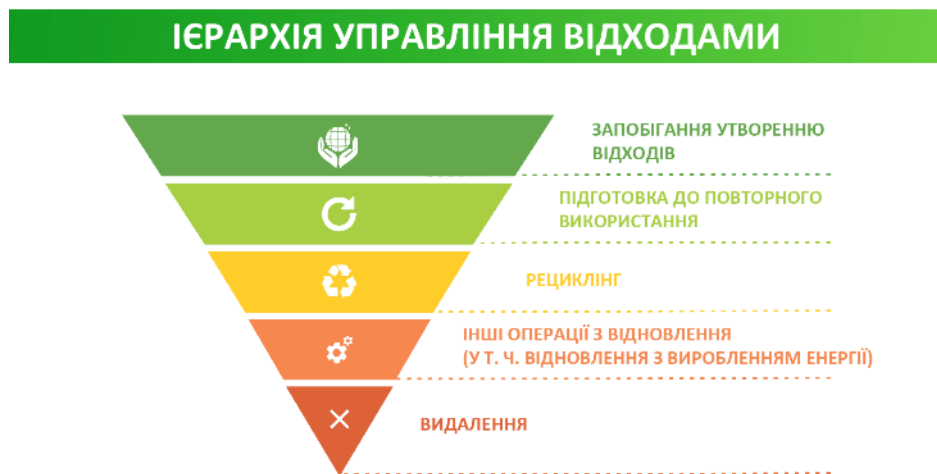 ІЄРАРХІЯ УПРАВЛІННЯ ВІДХОДАМИ
ЗАПОБІГАННЯ УТВОРЕННЮ
ВІДХОДІВ
ПІДГОТОВКА ДО ПОВТОРНОГО
ВИКОРИСТАННЯ
РЕЦИКЛІНГ
ІНШІ ОПЕРАЦІЇ З ВІДНОВЛЕННЯ
(У Т. Ч. ВІДНОВЛЕННЯ З ВИРОБЛЕННЯМ ЕНЕРГІЇ)
ВИДАЛЕННЯ